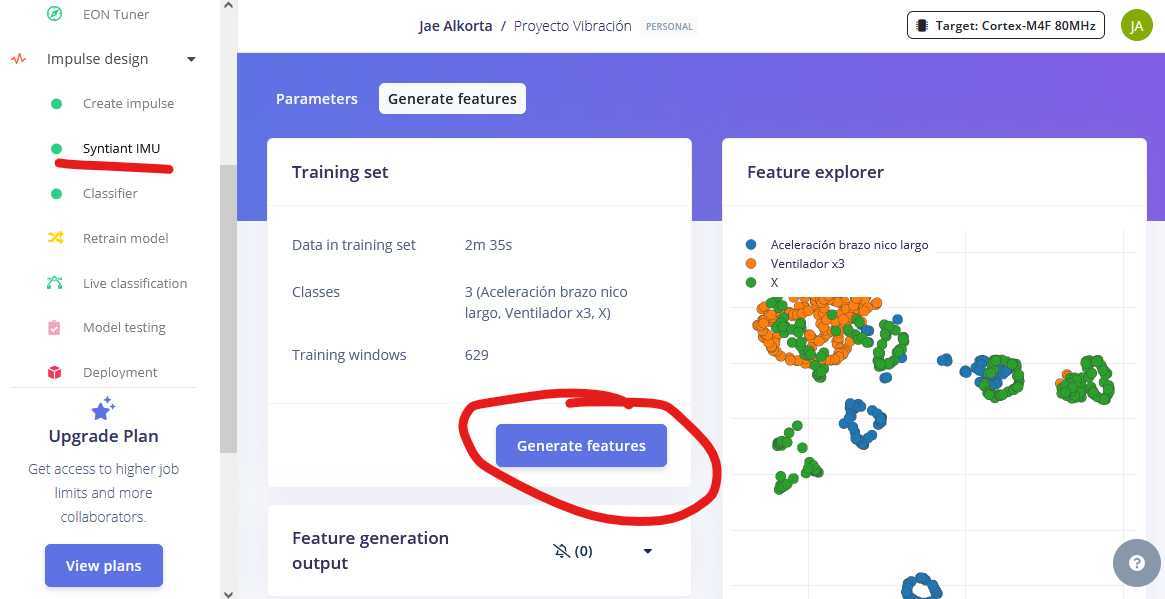 EON Tuner
Impulse design
Create impulse
Syntiant IMU
Classifier
Retrain model
Live classification
Model testing
Deployment
Upgrade Plan
Get access to higher job
limits and more
collaborators.
View plans
Jae Alkorta / Proyecto Vibración PERSONAL
Target: Cortex-M4F 80MHz
JA
Parameters
Generate features
Training set
Data in training set 2m 35s
Classes 3 (Aceleración brazo nico
largo, Ventilador x3, X)
Training windows 629
Generate features
Feature generation
output
(0)
Feature explorer
Aceleración brazo nico largo
Ventilador x3
X
?